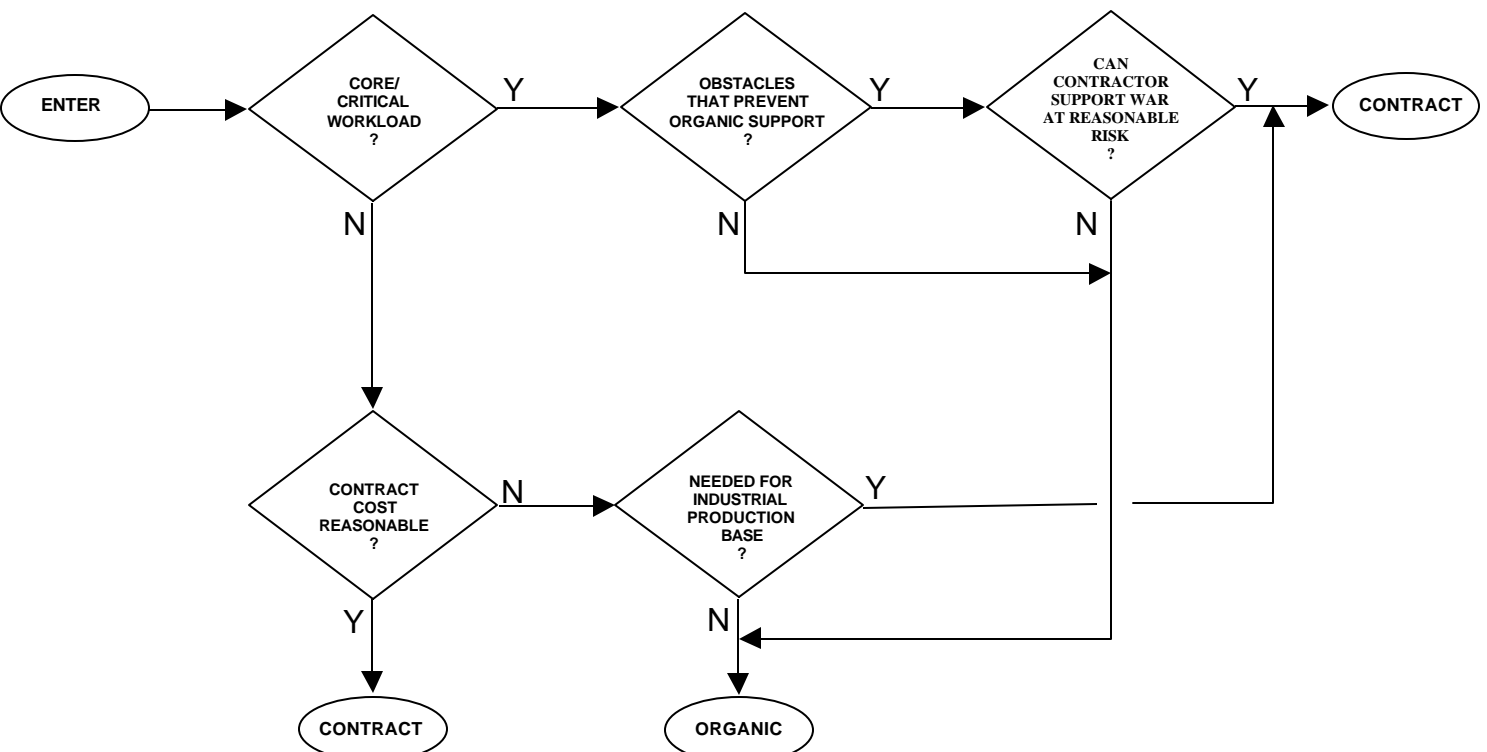 ENTER
CORE/
CRITICAL
WORKLOAD
?
Y
OBSTACLES
THAT PREVENT
ORGANIC SUPPORT
?
Y
CAN
CONTRACTOR
SUPPORT WAR
AT REASONABLE
RISK
?
Y
CONTRACT
N
N
N
CONTRACT
COST
REASONABLE
?
N
NEEDED FOR
INDUSTRIAL
PRODUCTION
BASE
?
Y
Y
N
CONTRACT
ORGANIC